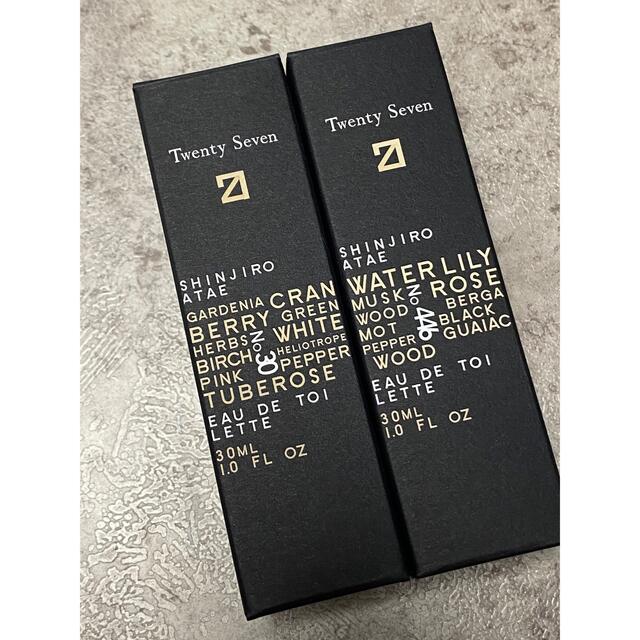 Twenty Seven
SHINJIRO
ATAE
GARDENIA CRAN
BERRY GREEN
HERBS No 30 WHITE
BIRCH HELIOTROPE
PINK PEPPER
TUBEROSE
EAU DE TOI
LETTE
30ML
1.0 FL OZ
Twenty Seven
SHINJIRO
ATAE
WATER LILY
MUSK No 446 ROSE
WOOD BERGA
MOT BLACK
PEPPER GUAIAC
WOOD
EAU DE TOI
LETTE
30ML
1.0 FL OZ